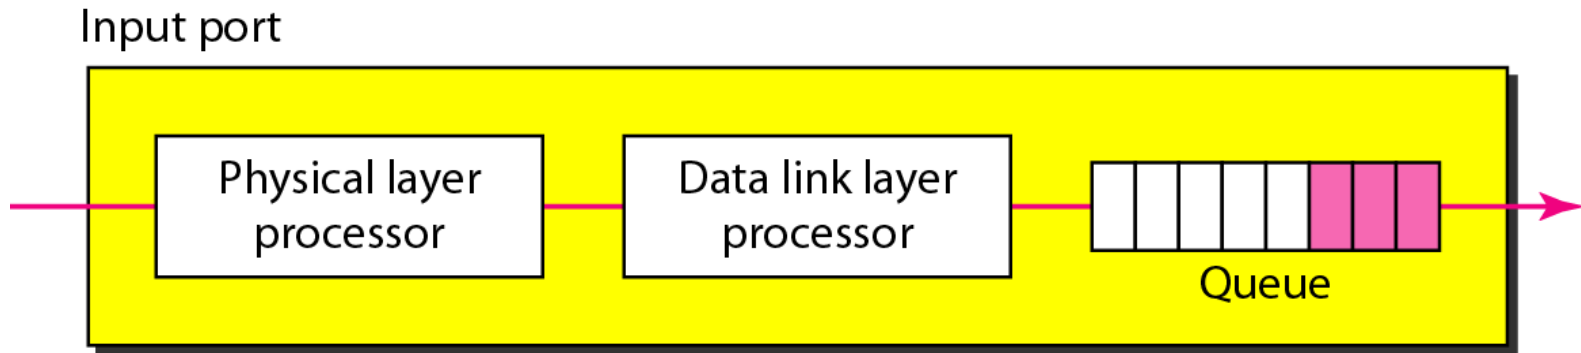 Input port
Physical layer
processor
Data link layer
processor
Queue